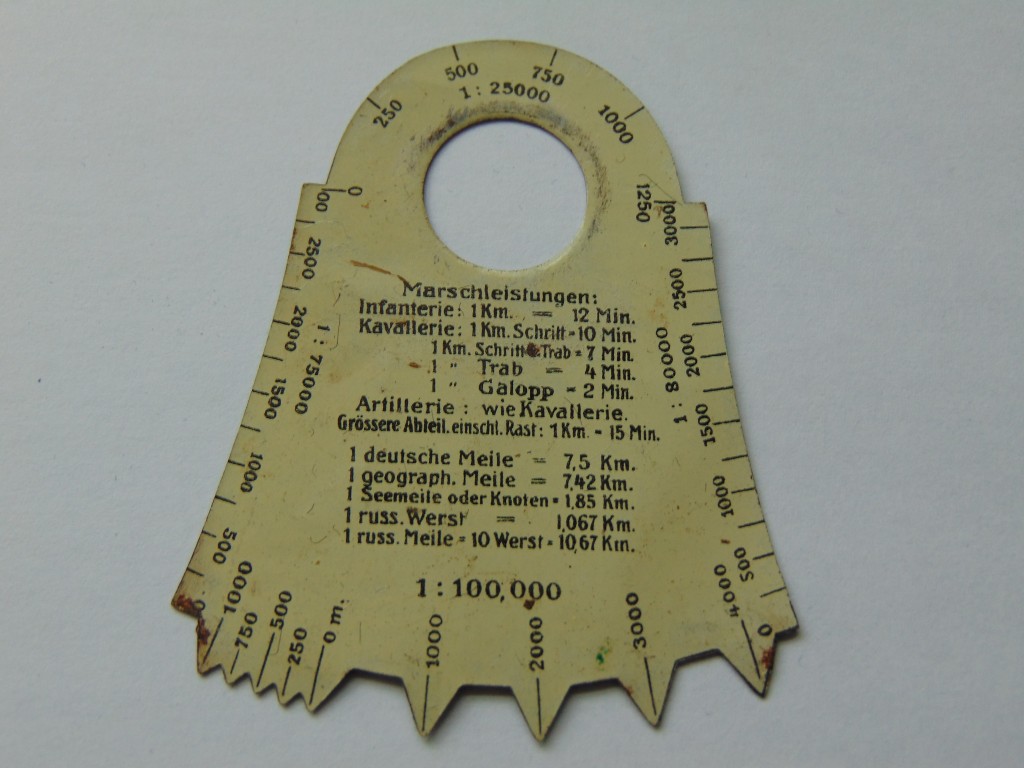 250 500 750 1000
1:25000
0 1250
00 2500 2000 1500 1000 500 0
1:75000
3000 2500 2000 1500 1000 500 0
1:80000
Marschleistungen:
Infanterie: 1 Km. = 12 Min.
Kavallerie: 1 Km. Schritt = 10 Min.
1 Km. Schritt Trab = 7 Min.
1 " Trab = 4 Min.
1 " Galopp = 2 Min.
Artillerie: wie Kavallerie.
Grössere Abteil. einschl. Rast: 1 Km. = 15 Min.
1 deutsche Meile = 7,5 Km.
1 geograph. Meile = 7,42 Km.
1 Seemeile oder Knoten = 1,85 Km.
1 russ. Werst = 1,067 Km.
1 russ. Meile = 10 Werst = 10,67 Km.
1:100,000
1000 750 500 250 0 m. 1000 2000 3000 4000